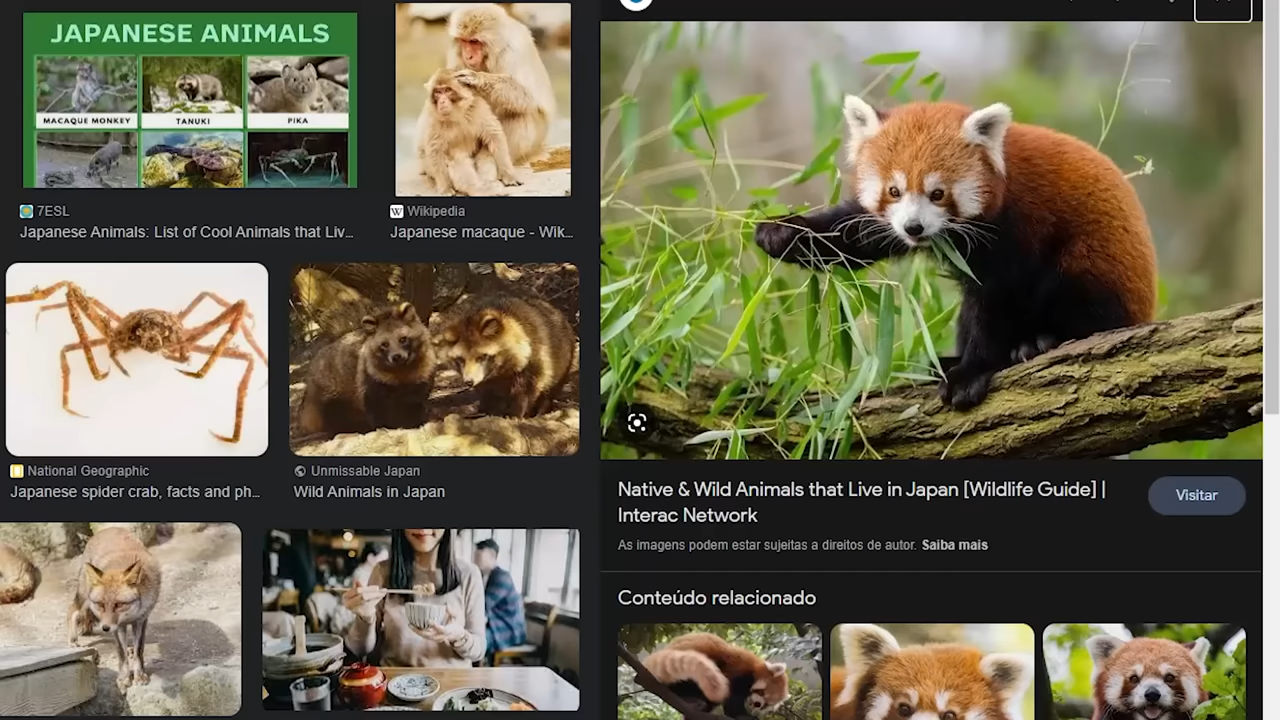 JAPANESE ANIMALS
MACAQUE MONKEY
TANUKI
PIKA
7ESL
Japanese Animals: List of Cool Animals that Liv...
W Wikipedia
Japanese macaque - Wik...
National Geographic
Japanese spider crab, facts and ph...
Unmissable Japan
Wild Animals in Japan
Native & Wild Animals that Live in Japan [Wildlife Guide] |
Interac Network
Visitar
As imagens podem estar sujeitas a direitos de autor. Saiba mais
Conteúdo relacionado